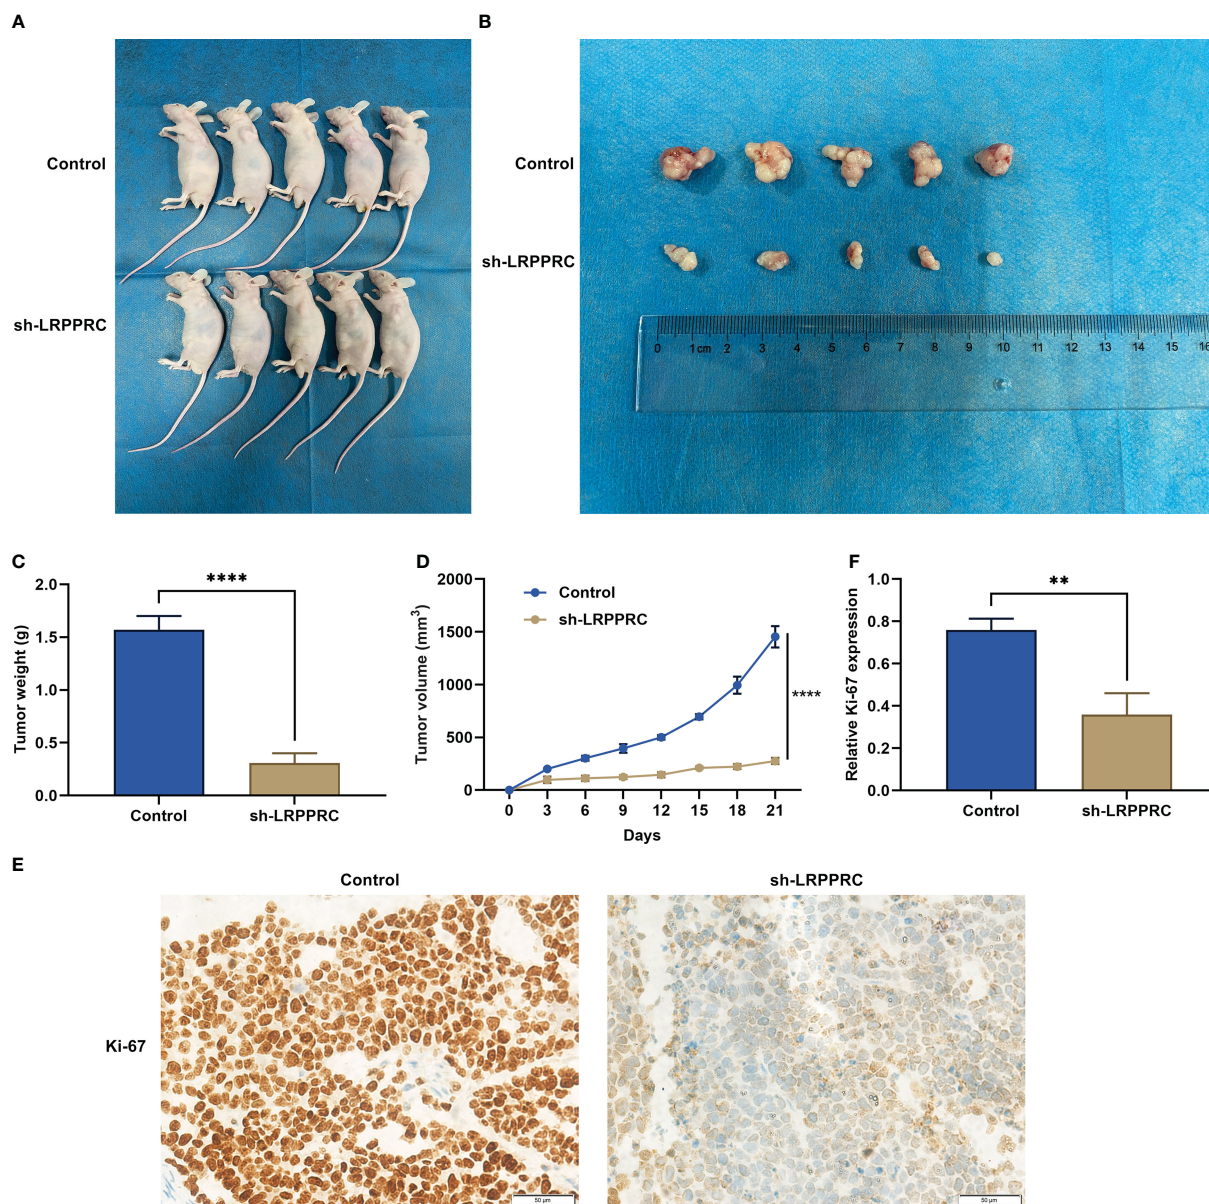 A
B
Control
sh-LRPPRC
Control
sh-LRPPRC
0 1 cm 2 3 4 5 6 7 8 9 10 11 12 13 14 15 16
C
Tumor weight (g)
2.0
1.5
1.0
0.5
0.0
****
Control
sh-LRPPRC
D
Tumor volume (mm³)
2000
1500
1000
500
0
Control
sh-LRPPRC
****
0 3 6 9 12 15 18 21
Days
F
Relative Ki-67 expression
1.0
0.8
0.6
0.4
0.2
0.0
**
Control
sh-LRPPRC
E
Control
sh-LRPPRC
Ki-67
50 µm
50 µm